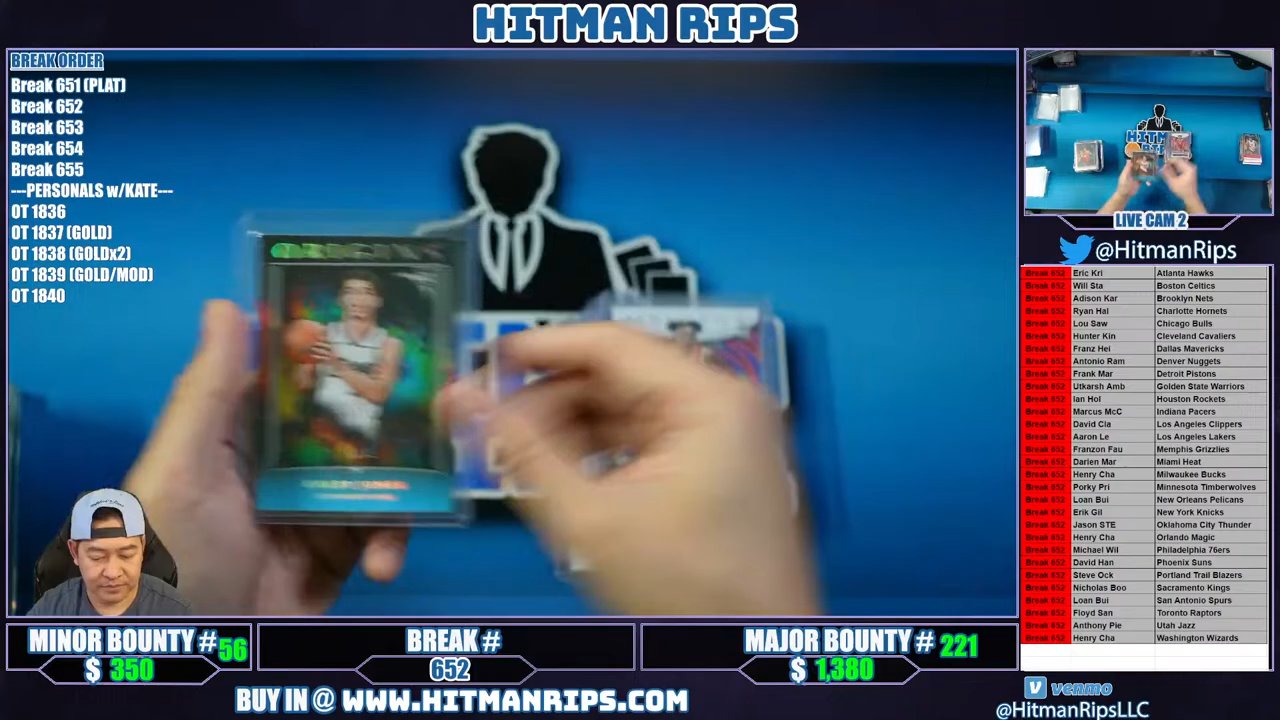 HITMAN RIPS
BREAK ORDER
Break 651 (PLAT)
Break 652
Break 653
Break 654
Break 655
---PERSONALS w/KATE---
OT 1836
OT 1837 (GOLD)
OT 1838 (GOLDx2)
OT 1839 (GOLD/MOD)
OT 1840
ORIGINS
HITMAN
RIPS
LIVE CAM 2
@HitmanRips
Break 652 Eric Kri Atlanta Hawks
Break 652 Will Sta Boston Celtics
Break 652 Adison Kar Brooklyn Nets
Break 652 Ryan Hal Charlotte Hornets
Break 652 Lou Saw Chicago Bulls
Break 652 Hunter Kin Cleveland Cavaliers
Break 652 Franz Hei Dallas Mavericks
Break 652 Antonio Ram Denver Nuggets
Break 652 Frank Mar Detroit Pistons
Break 652 Utkarsh Amb Golden State Warriors
Break 652 Ian Hol Houston Rockets
Break 652 Marcus McC Indiana Pacers
Break 652 David Cla Los Angeles Clippers
Break 652 Aaron Le Los Angeles Lakers
Break 652 Franzon Fau Memphis Grizzlies
Break 652 Darien Mar Miami Heat
Break 652 Henry Cha Milwaukee Bucks
Break 652 Porky Pri Minnesota Timberwolves
Break 652 Loan Bui New Orleans Pelicans
Break 652 Erik Gil New York Knicks
Break 652 Jason STE Oklahoma City Thunder
Break 652 Henry Cha Orlando Magic
Break 652 Michael Wil Philadelphia 76ers
Break 652 David Han Phoenix Suns
Break 652 Steve Ock Portland Trail Blazers
Break 652 Nicholas Boo Sacramento Kings
Break 652 Loan Bui San Antonio Spurs
Break 652 Floyd San Toronto Raptors
Break 652 Anthony Pie Utah Jazz
Break 652 Henry Cha Washington Wizards
MINOR BOUNTY # 56
$ 350
BREAK #
652
MAJOR BOUNTY # 221
$ 1,380
BUY IN @ WWW.HITMANRIPS.COM
venmo
@HitmanRipsLLC